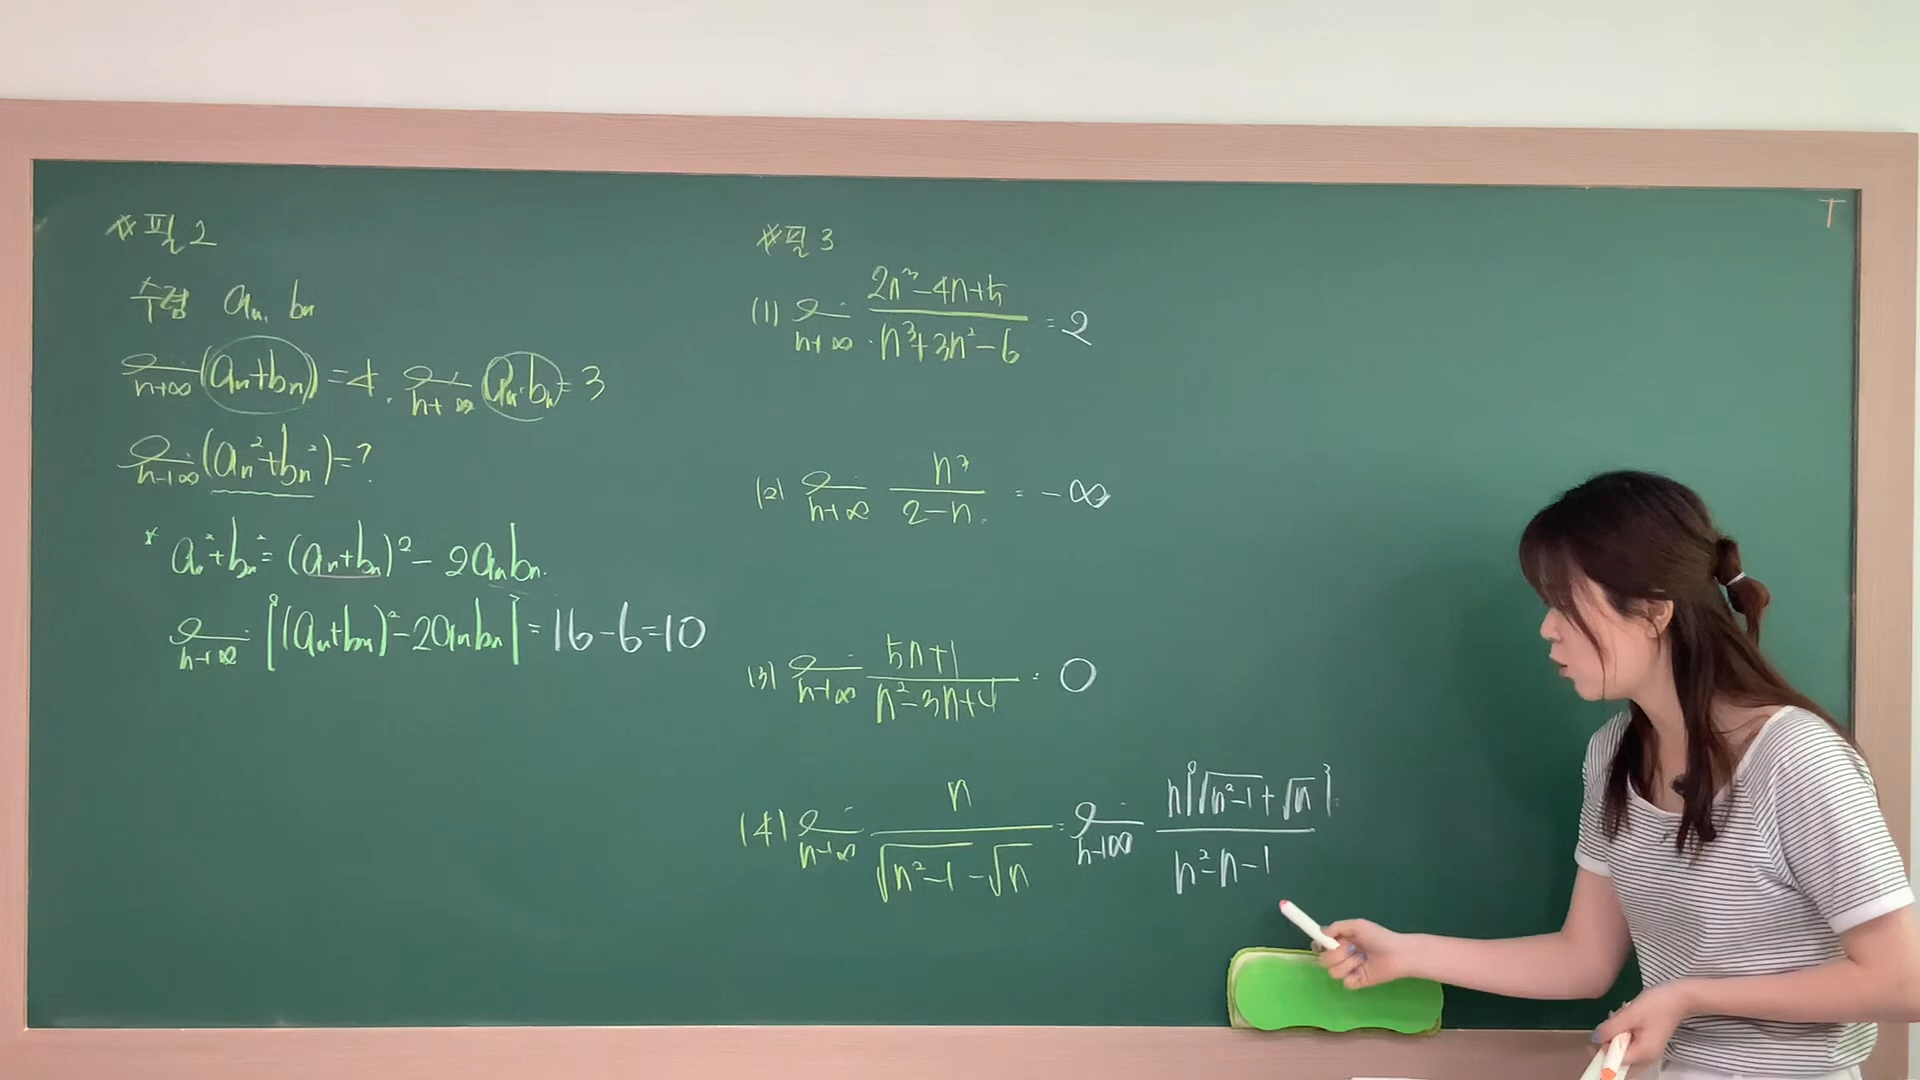 #필 2
수렴 aₙ, bₙ
lim n→∞ (aₙ+bₙ) = 4, lim n→∞ aₙ·bₙ = 3
lim n→∞ (aₙ²+bₙ²) = ?
* aₙ²+bₙ² = (aₙ+bₙ)² - 2aₙbₙ.
lim n→∞ {(aₙ+bₙ)² - 2aₙbₙ} = 16-6=10
#필 3
(1) lim n→∞ (2n³-4n+5)/(n³+3n²-6) = 2
(2) lim n→∞ n³/(2-n) = -∞
(3) lim n→∞ (5n+1)/(n²-3n+4) = 0
(4) lim n→∞ n/(√(n²-1) - √n) = lim n→∞ n{√(n²-1) + √n}/(n²-n-1)
T